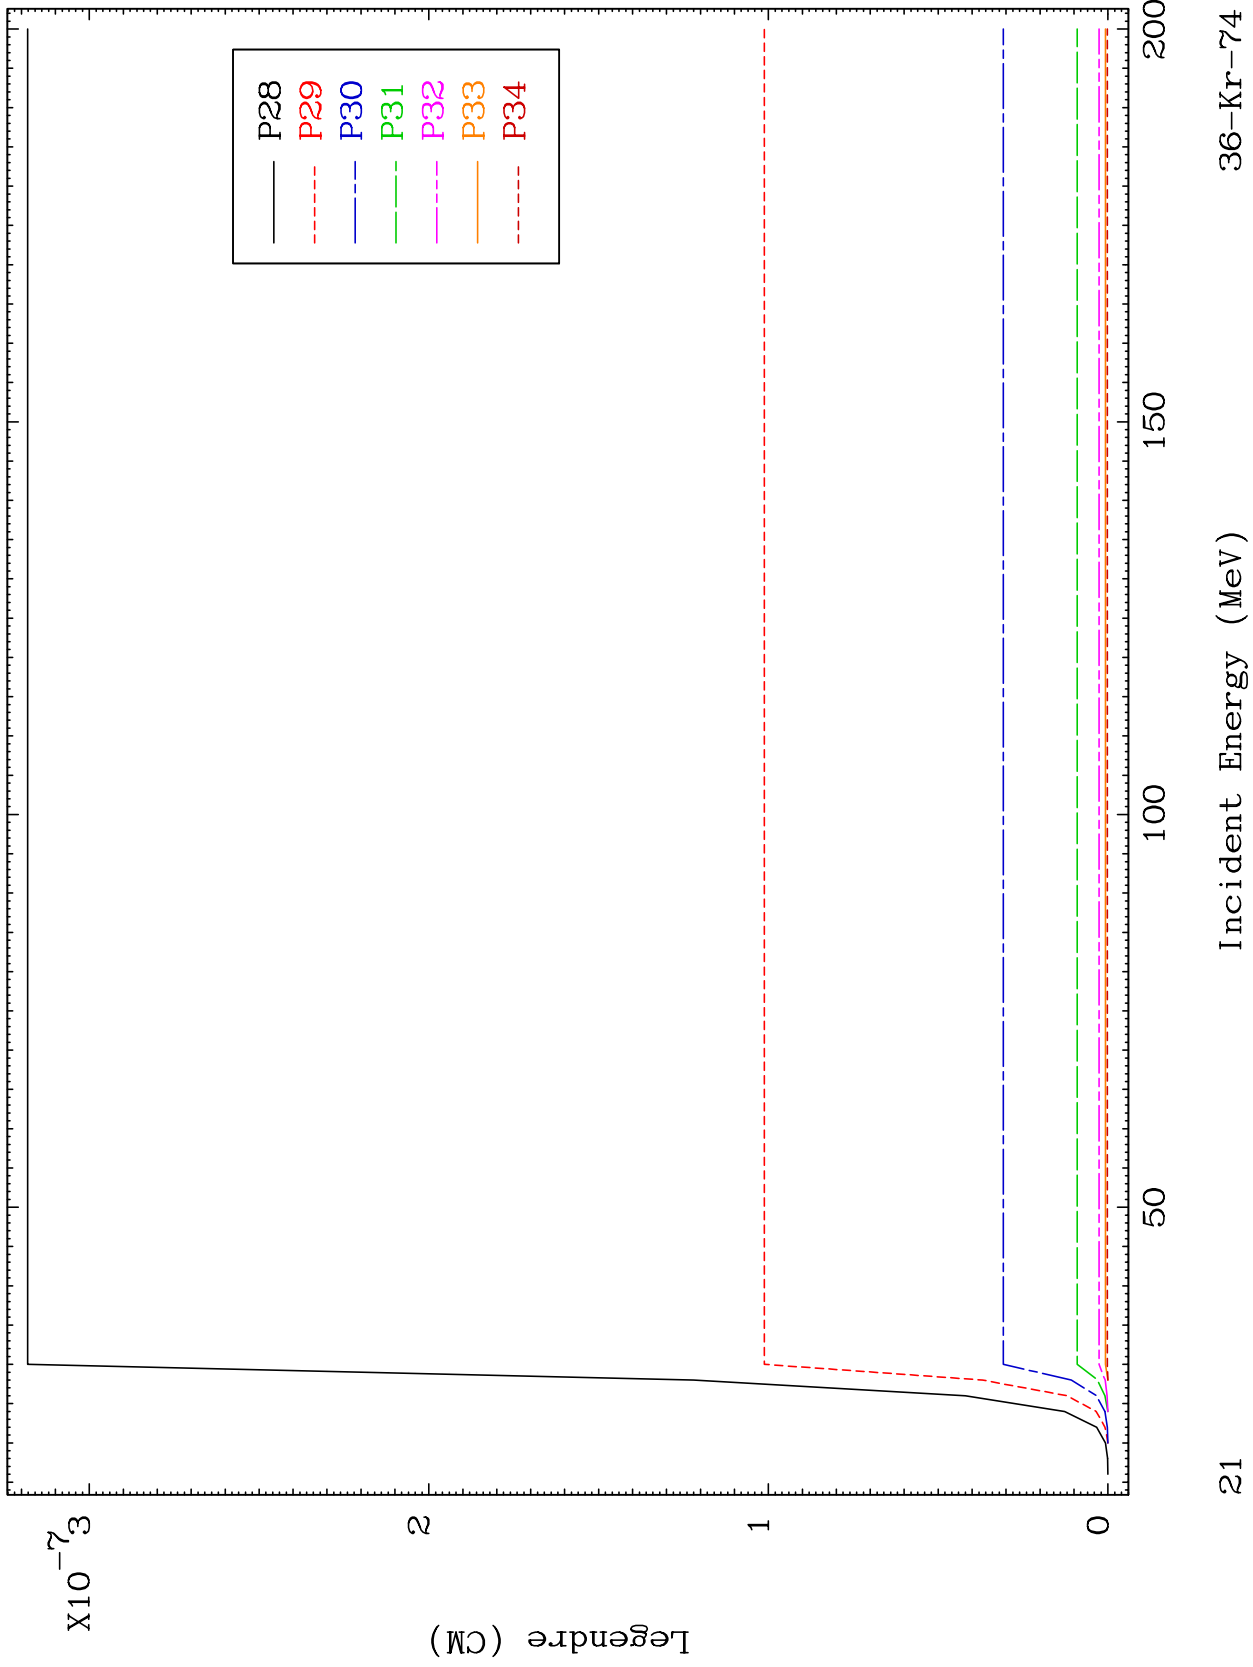 X10-7
3
2
1
0
Legendre (CM)
P28
P29
P30
P31
P32
P33
P34
50
100
150
200
Incident Energy (MeV)
21
36-Kr-74